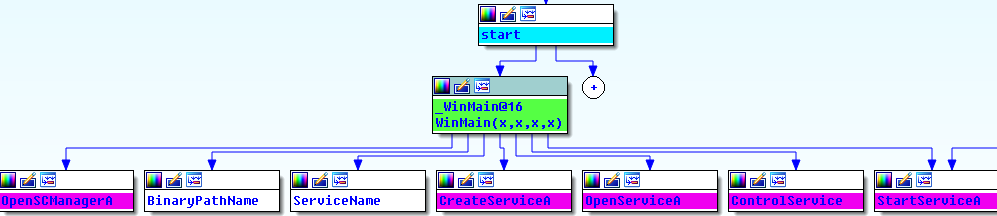 start
+
_WinMain@16
WinMain(x,x,x,x)
OpenSCManagerA
BinaryPathName
ServiceName
CreateServiceA
OpenServiceA
ControlService
StartServiceA